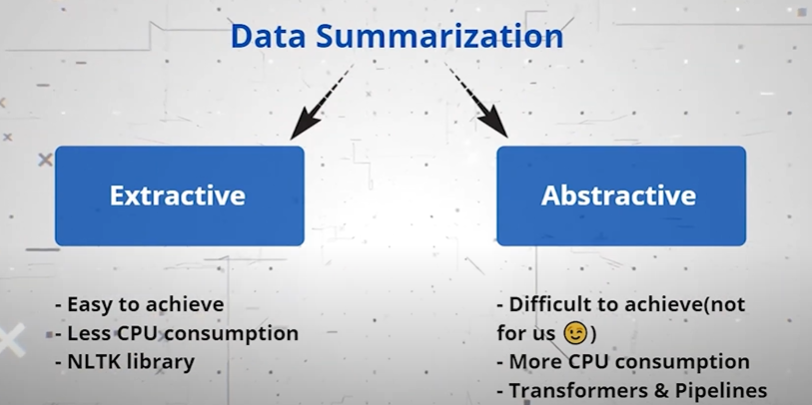 Data Summarization
Extractive
Abstractive
- Easy to achieve
- Less CPU consumption
- NLTK library
- Difficult to achieve(not
for us 😉)
- More CPU consumption
- Transformers & Pipelines